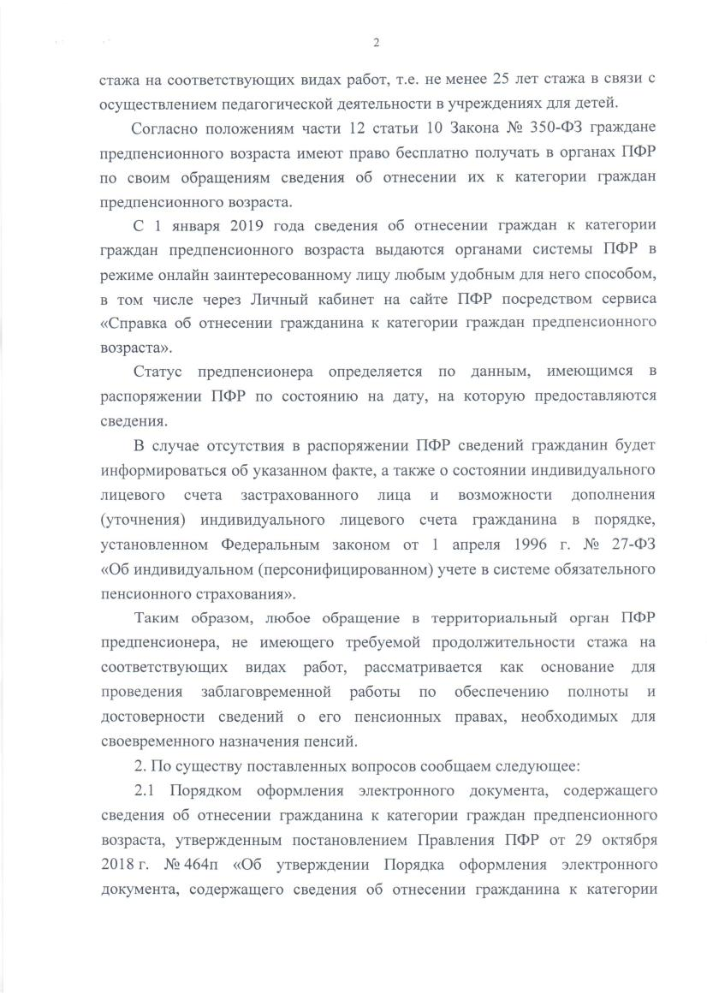 2
стажа на соответствующих видах работ, т.е. не менее 25 лет стажа в связи с
осуществлением педагогической деятельности в учреждениях для детей.
Согласно положениям части 12 статьи 10 Закона № 350-ФЗ граждане
предпенсионного возраста имеют право бесплатно получать в органах ПФР
по своим обращениям сведения об отнесении их к категории граждан
предпенсионного возраста.
С 1 января 2019 года сведения об отнесении граждан к категории
граждан предпенсионного возраста выдаются органами системы ПФР в
режиме онлайн заинтересованному лицу любым удобным для него способом,
в том числе через Личный кабинет на сайте ПФР посредством сервиса
«Справка об отнесении гражданина к категории граждан предпенсионного
возраста».
Статус предпенсионера определяется по данным, имеющимся в
распоряжении ПФР по состоянию на дату, на которую предоставляются
сведения.
В случае отсутствия в распоряжении ПФР сведений гражданин будет
информироваться об указанном факте, а также о состоянии индивидуального
лицевого счета застрахованного лица и возможности дополнения
(уточнения) индивидуального лицевого счета гражданина в порядке,
установленном Федеральным законом от 1 апреля 1996 г. № 27-ФЗ
«Об индивидуальном (персонифицированном) учете в системе обязательного
пенсионного страхования».
Таким образом, любое обращение в территориальный орган ПФР
предпенсионера, не имеющего требуемой продолжительности стажа на
соответствующих видах работ, рассматривается как основание для
проведения заблаговременной работы по обеспечению полноты и
достоверности сведений о его пенсионных правах, необходимых для
своевременного назначения пенсий.
2. По существу поставленных вопросов сообщаем следующее:
2.1 Порядком оформления электронного документа, содержащего
сведения об отнесении гражданина к категории граждан предпенсионного
возраста, утвержденным постановлением Правления ПФР от 29 октября
2018 г. № 464п «Об утверждении Порядка оформления электронного
документа, содержащего сведения об отнесении гражданина к категории